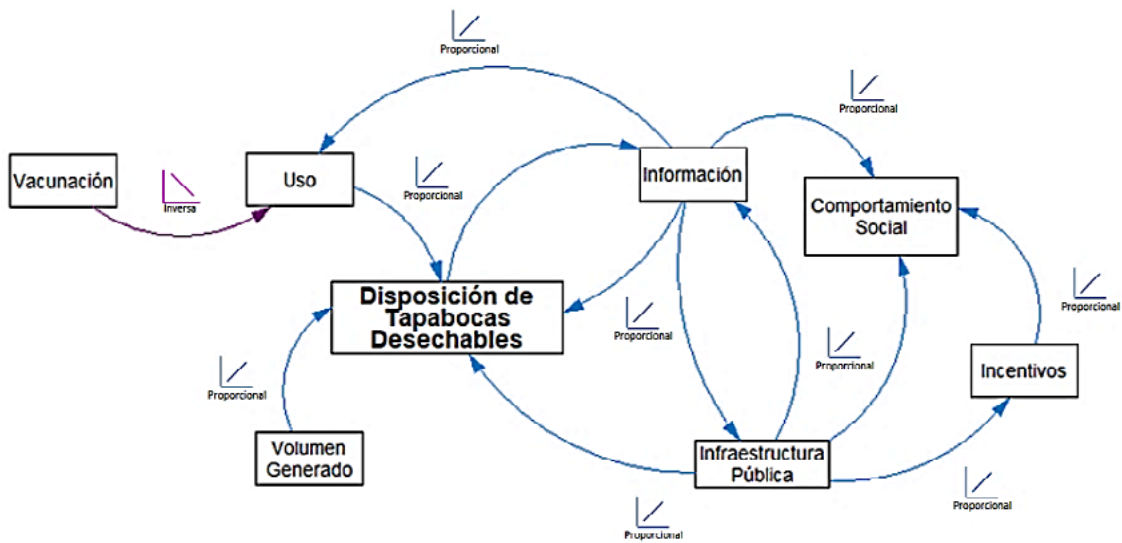 Proporcional
Proporcional
Vacunación
Inversa
Uso
Proporcional
Información
Comportamiento
Social
Disposición de
Tapabocas
Desechables
Proporcional
Proporcional
Proporcional
Proporcional
Incentivos
Volumen
Generado
Infraestructura
Pública
Proporcional
Proporcional